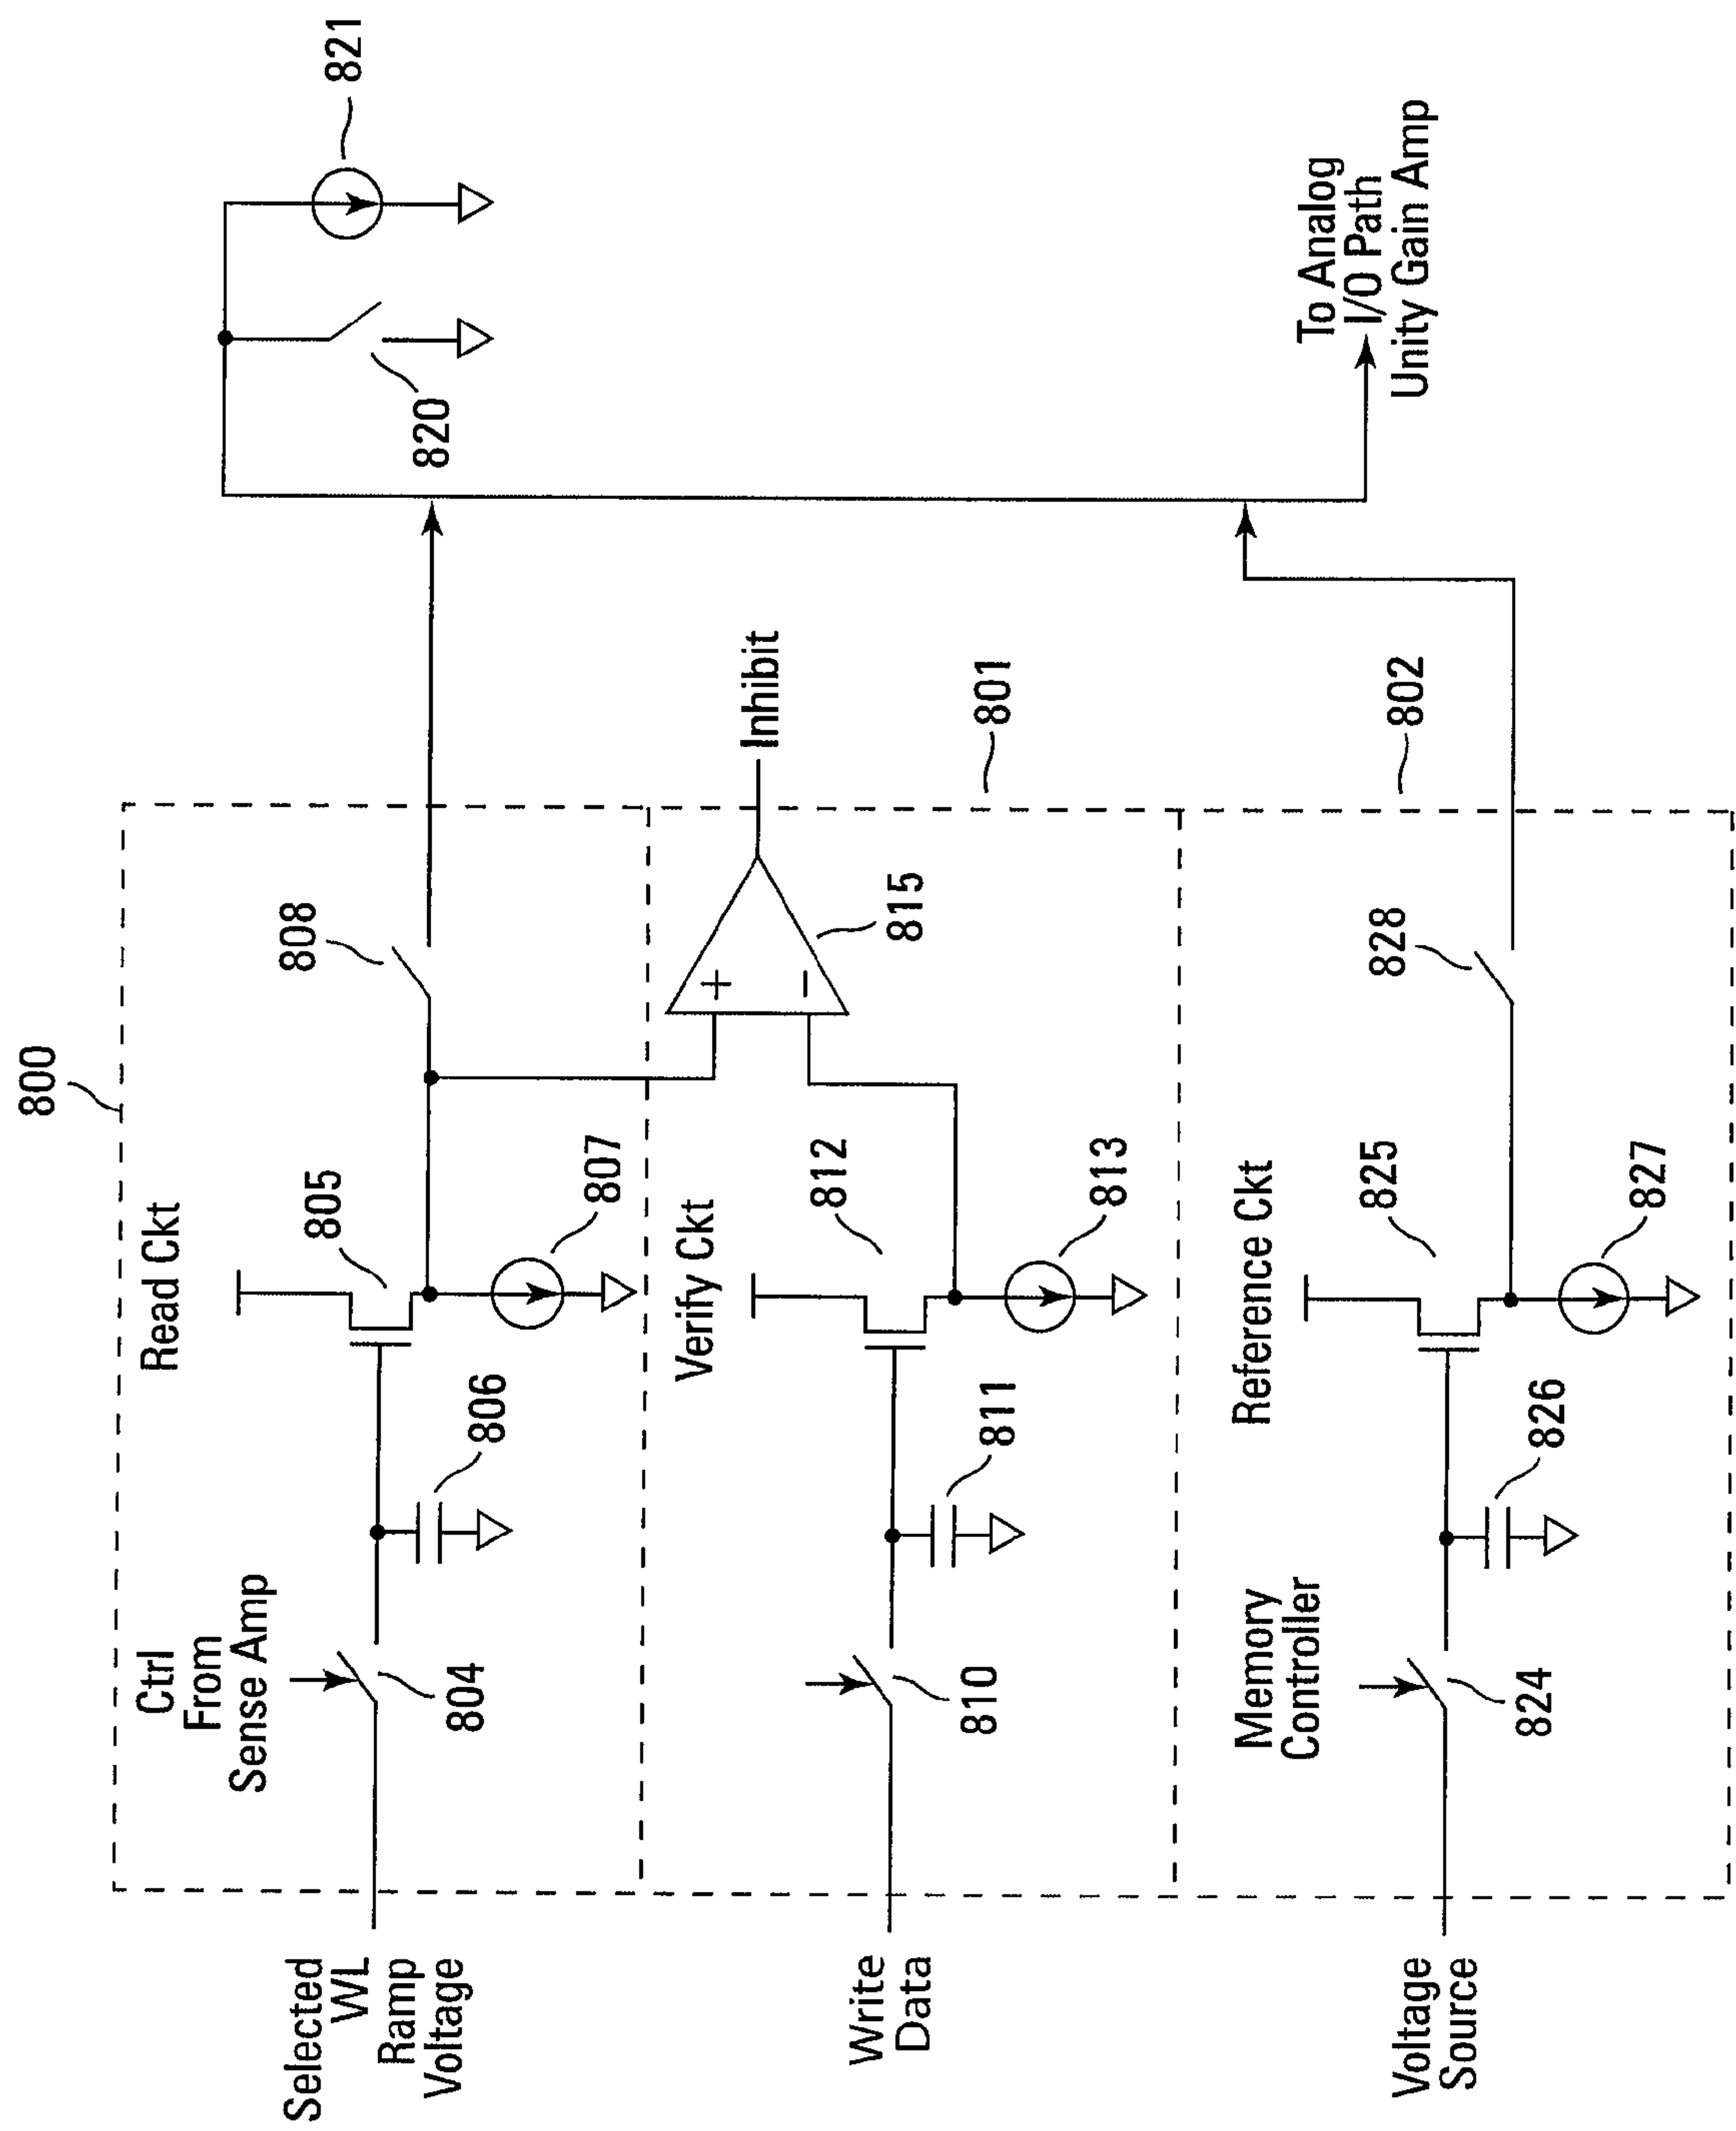 800
Read Ckt
Ctrl
From
Sense Amp
Selected
WL
Ramp
Voltage
804
805
806
807
808
820
821
Verify Ckt
801
Write
Data
810
811
812
813
+
−
815
Inhibit
Reference Ckt
802
Memory
Controller
Voltage
Source
824
825
826
827
828
To Analog
I/O Path
Unity Gain Amp